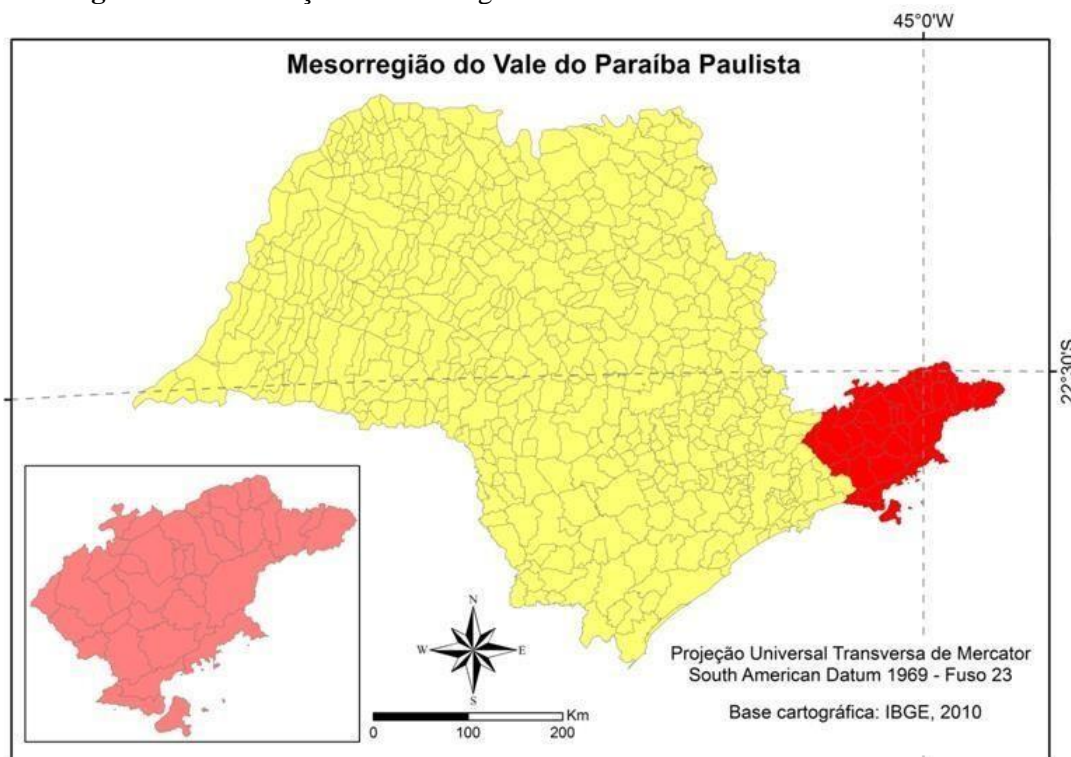 45°0'W
Mesorregião do Vale do Paraíba Paulista
22°30'S
N
W
E
S
Km
0
100
200
Projeção Universal Transversa de Mercator
South American Datum 1969 - Fuso 23
Base cartográfica: IBGE, 2010